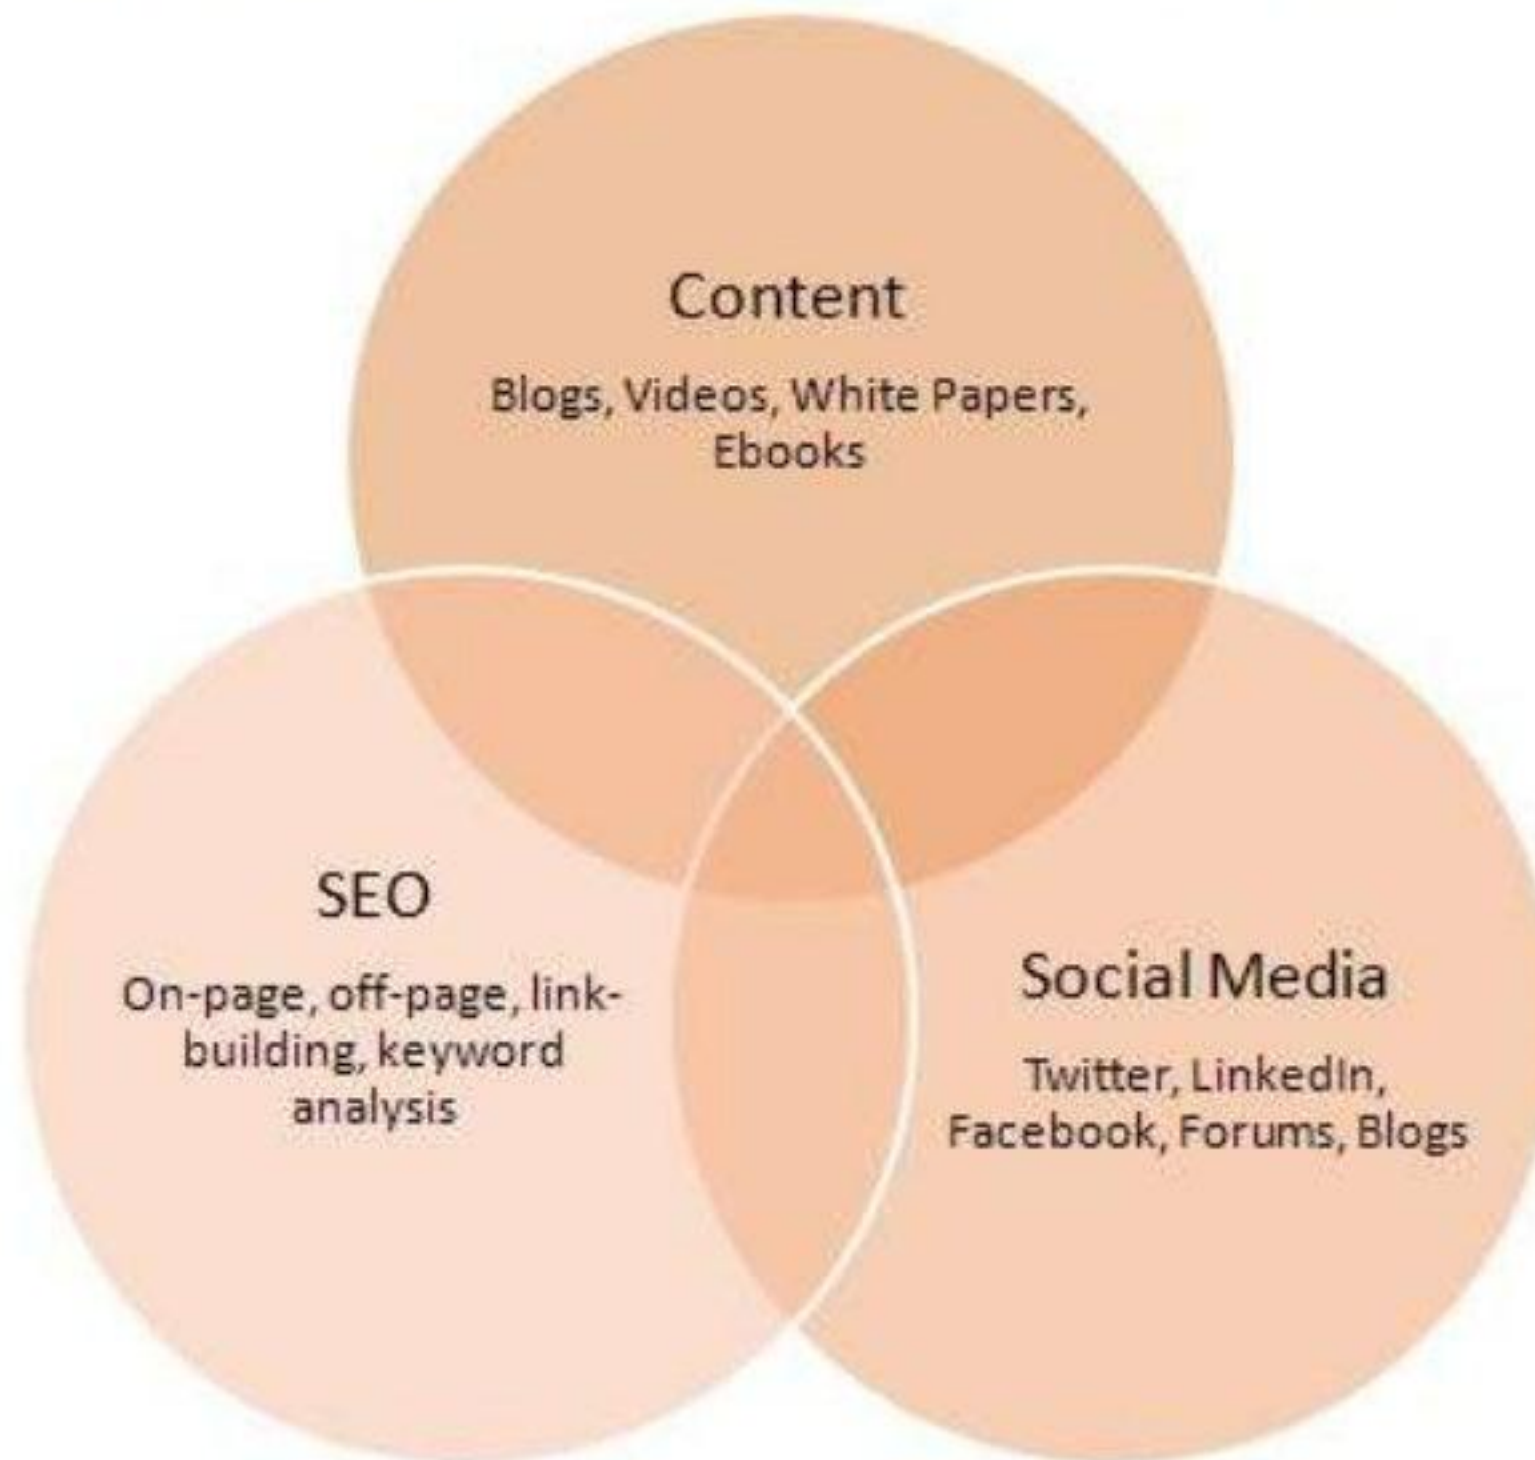 Content
Blogs, Videos, White Papers,
Ebooks
SEO
On-page, off-page, link-
building, keyword
analysis
Social Media
Twitter, LinkedIn,
Facebook, Forums, Blogs